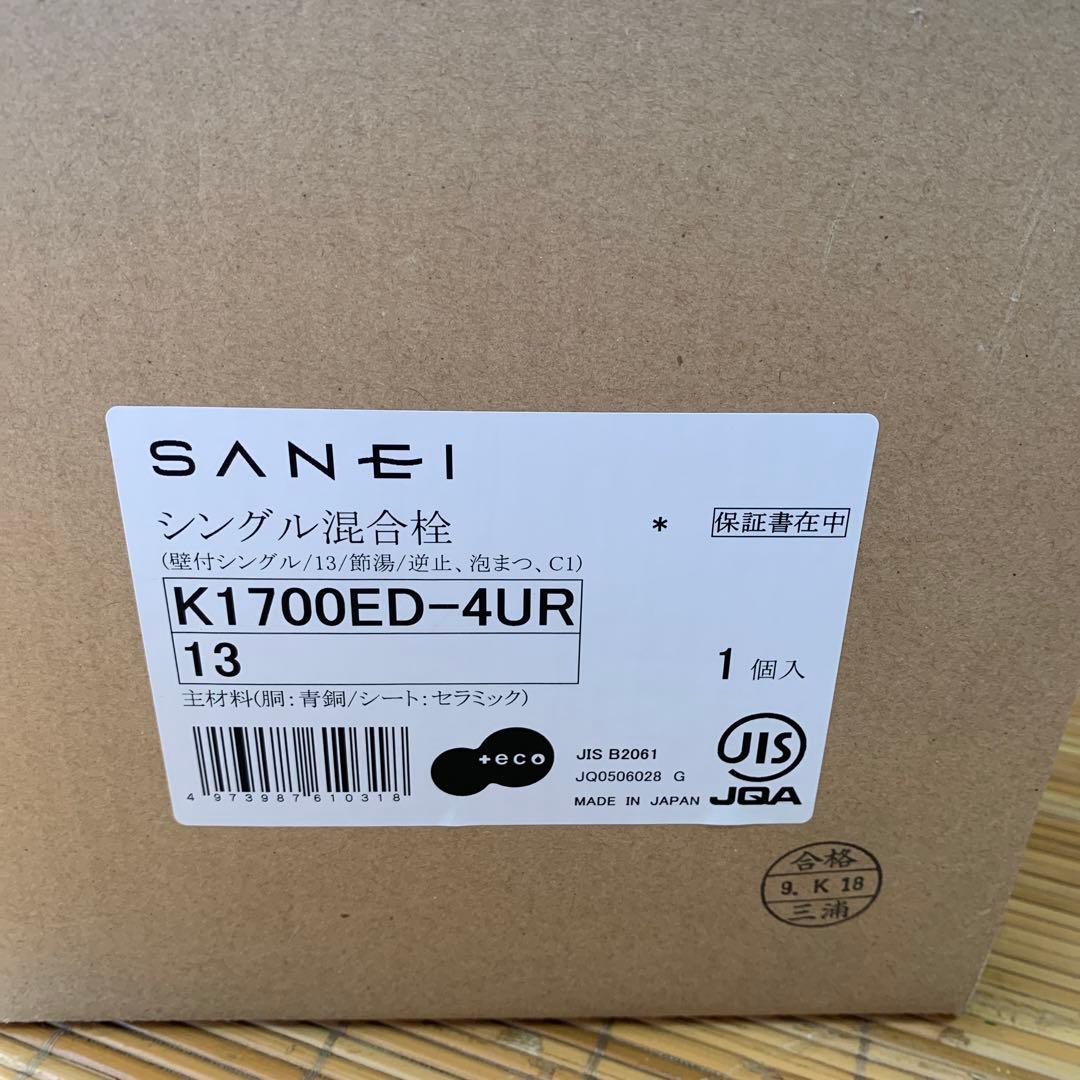 SANEI
シングル混合栓 * 保証書在中
(壁付シングル/13/節湯/逆止、泡まつ、C1)
K1700ED-4UR
13
1 個入
主材料(胴:青銅/シート:セラミック)
4973987610318
+eco
JIS B2061
JQ0506028 G
MADE IN JAPAN
JIS
JQA
合格
9. K 18
三浦